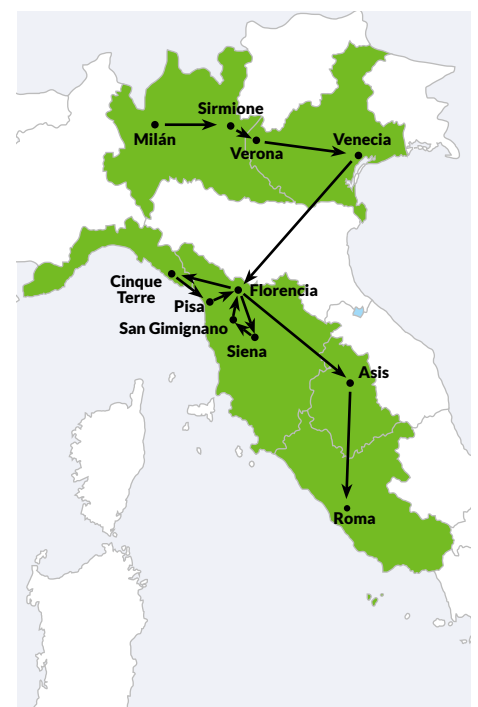 Sirmione
Milán
Verona
Venecia
Cinque
Terre
Florencia
Pisa
San Gimignano
Siena
Asis
Roma